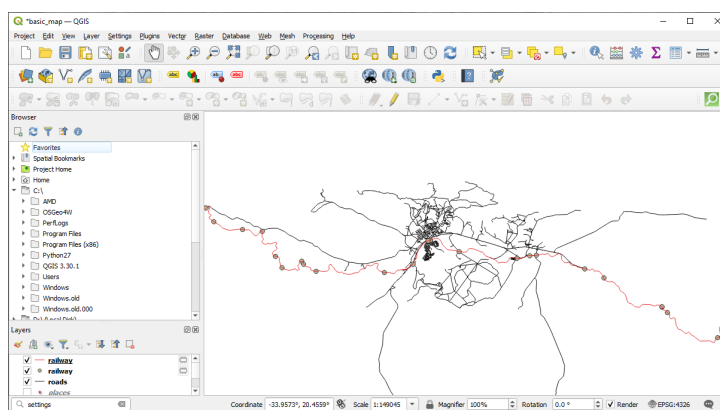 *basic_map — QGIS
Project Edit View Layer Settings Plugins Vector Raster Database Web Mesh Processing Help
abc abc abc
Browser
Favorites
Spatial Bookmarks
Project Home
Home
C:\
AMD
OSGeo4W
PerfLogs
Program Files
Program Files (x86)
Python27
QGIS 3.30.1
Users
Windows
Windows.old
Windows.old.000
Layers
railway
railway
roads
places
settings Coordinate -33.9573°, 20.4559° Scale 1:149045 Magnifier 100% Rotation 0.0 ° Render EPSG:4326